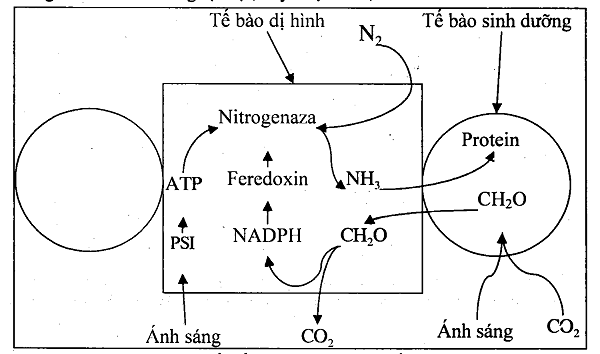 Tế bào dị hình
Tế bào sinh dưỡng
N2
Nitrogenaza
Protein
ATP
Feredoxin
NH3
CH2O
PSI
NADPH
CH2O
Ánh sáng
CO2
Ánh sáng
CO2